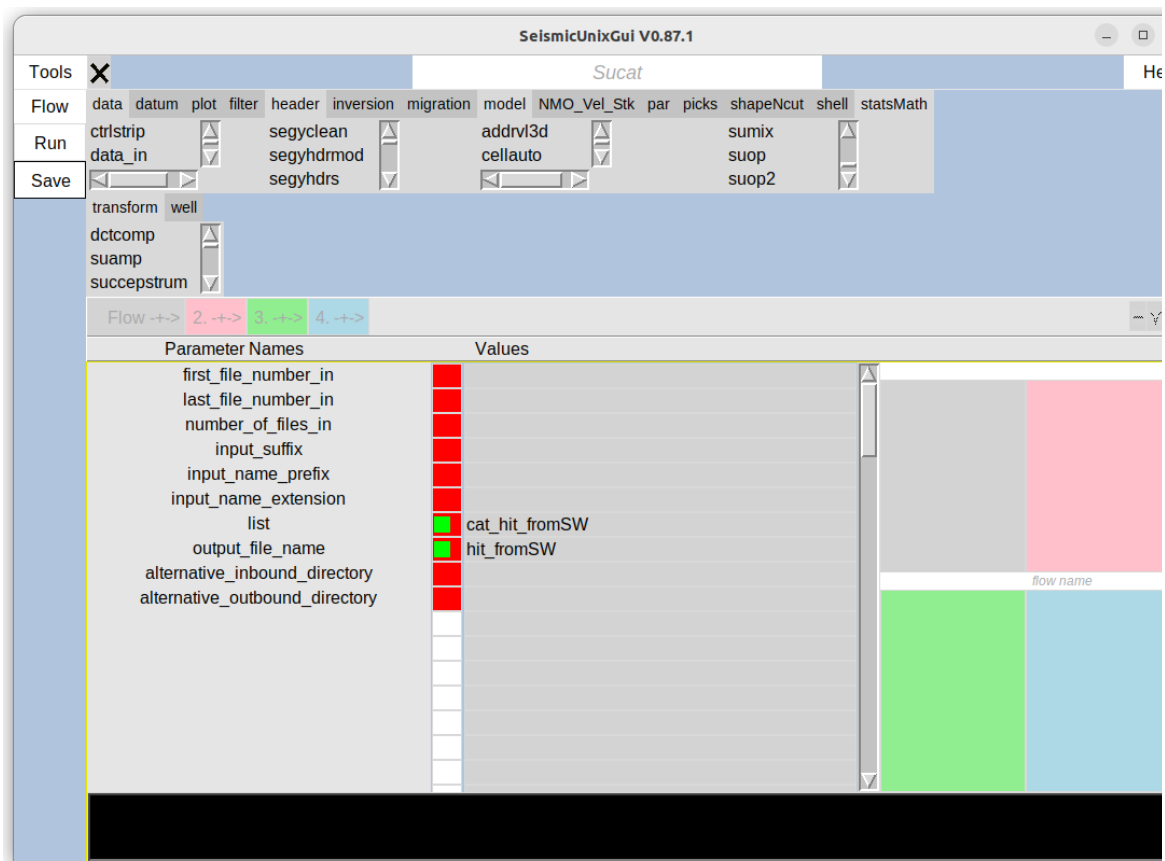 SeismicUnixGui V0.87.1
Tools Sucat He
Flow data datum plot filter header inversion migration model NMO_Vel_Stk par picks shapeNcut shell statsMath
ctrlstrip segyclean addrvl3d sumix
Run
data_in segyhdrmod cellauto suop
Save segyhdrs suop2
transform well
dctcomp
suamp
succepstrum
Flow -+-> 2. -+-> 3. -+-> 4. -+->
Parameter Names Values
first_file_number_in
last_file_number_in
number_of_files_in
input_suffix
input_name_prefix
input_name_extension
list cat_hit_fromSW
output_file_name hit_fromSW
alternative_inbound_directory
flow name
alternative_outbound_directory